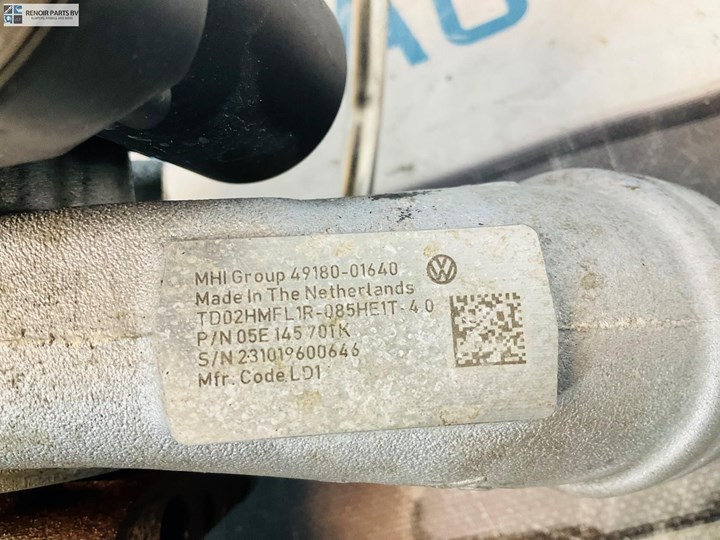 RENOIR PARTS BV
MHI Group 49180-01640
Made In The Netherlands
TD02HMFL1R-085HE1T-4.0
P/N 05E 145 701K
S/N 231019600646
Mfr. Code LD1